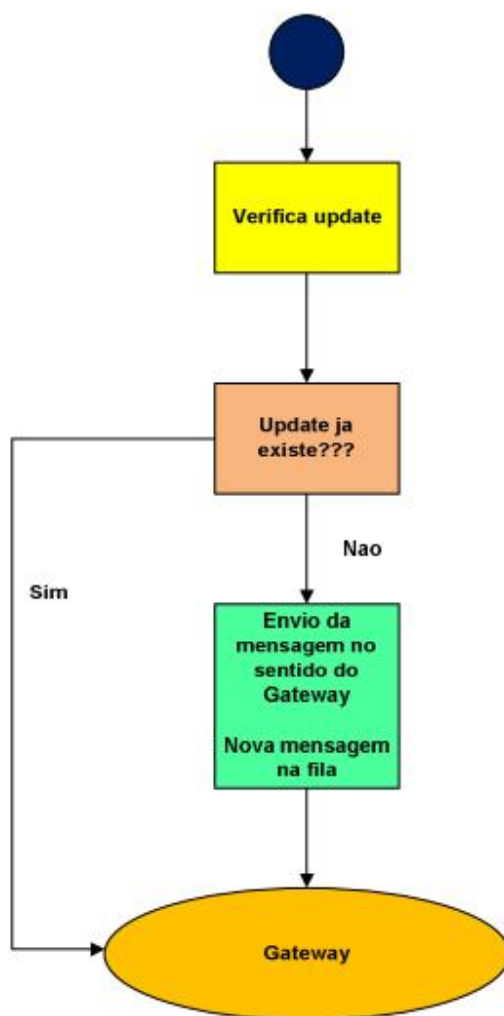 Verifica update
Update ja
existe???
Nao
Sim
Envio da
mensagem no
sentido do
Gateway
Nova mensagem
na fila
Gateway